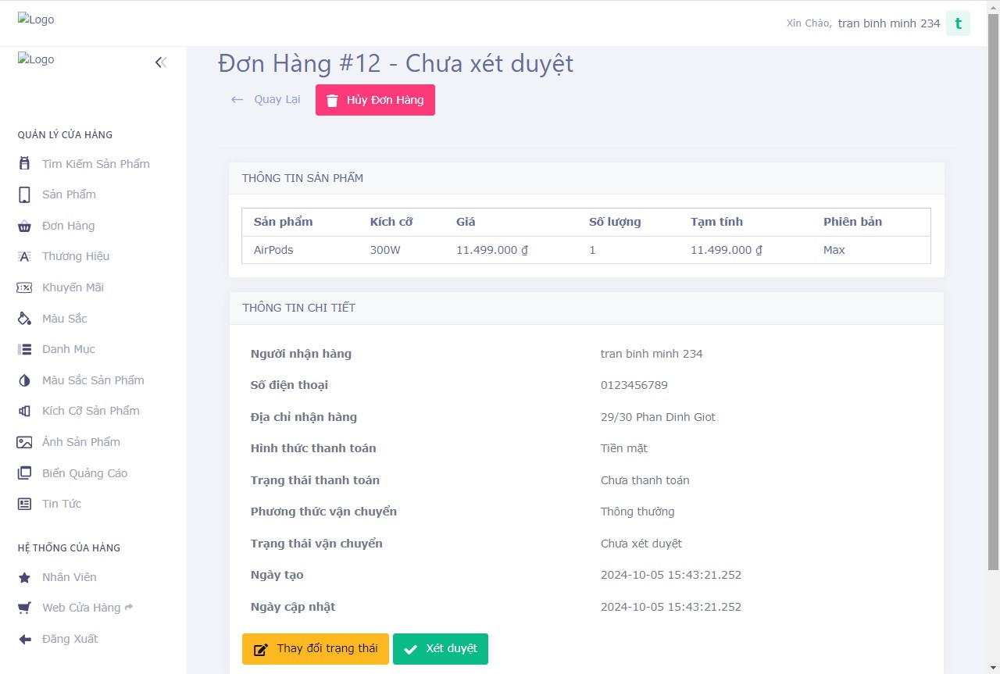 Logo
Xin Chào, tran binh minh 234 t
Logo
Đơn Hàng #12 - Chưa xét duyệt
Quay Lại
Hủy Đơn Hàng
QUẢN LÝ CỬA HÀNG
Tìm Kiếm Sản Phẩm
Sản Phẩm
Đơn Hàng
Thương Hiệu
Khuyến Mãi
Màu Sắc
Danh Mục
Màu Sắc Sản Phẩm
Kích Cỡ Sản Phẩm
Ảnh Sản Phẩm
Biển Quảng Cáo
Tin Tức
HỆ THỐNG CỦA HÀNG
Nhân Viên
Web Cửa Hàng
Đăng Xuất
THÔNG TIN SẢN PHẨM
Sản phẩm Kích cỡ Giá Số lượng Tạm tính Phiên bản
AirPods 300W 11.499.000 ₫ 1 11.499.000 ₫ Max
THÔNG TIN CHI TIẾT
Người nhận hàng tran binh minh 234
Số điện thoại 0123456789
Địa chỉ nhận hàng 29/30 Phan Dinh Giot
Hình thức thanh toán Tiền mặt
Trạng thái thanh toán Chưa thanh toán
Phương thức vận chuyển Thông thường
Trạng thái vận chuyển Chưa xét duyệt
Ngày tạo 2024-10-05 15:43:21.252
Ngày cập nhật 2024-10-05 15:43:21.252
Thay đổi trạng thái
Xét duyệt